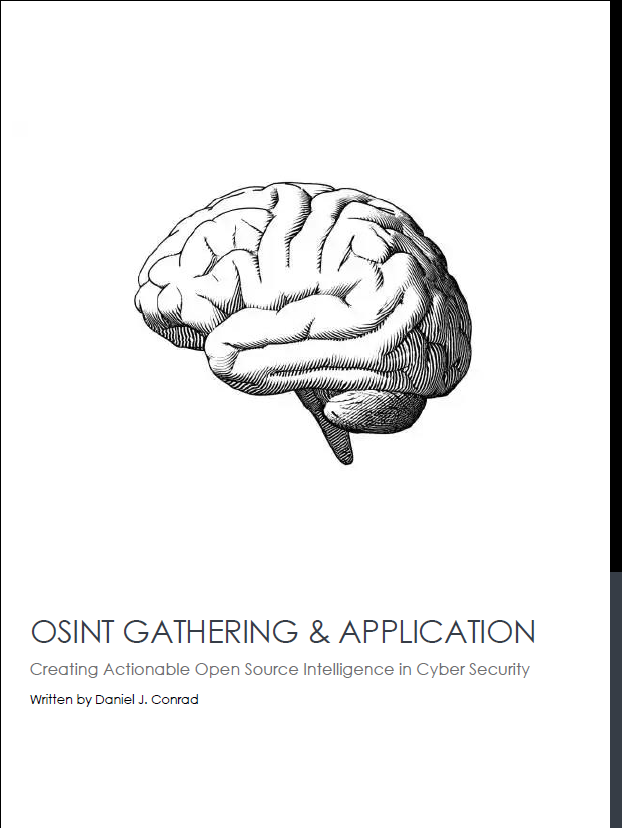 OSINT GATHERING & APPLICATION
Creating Actionable Open Source Intelligence in Cyber Security
Written by Daniel J. Conrad